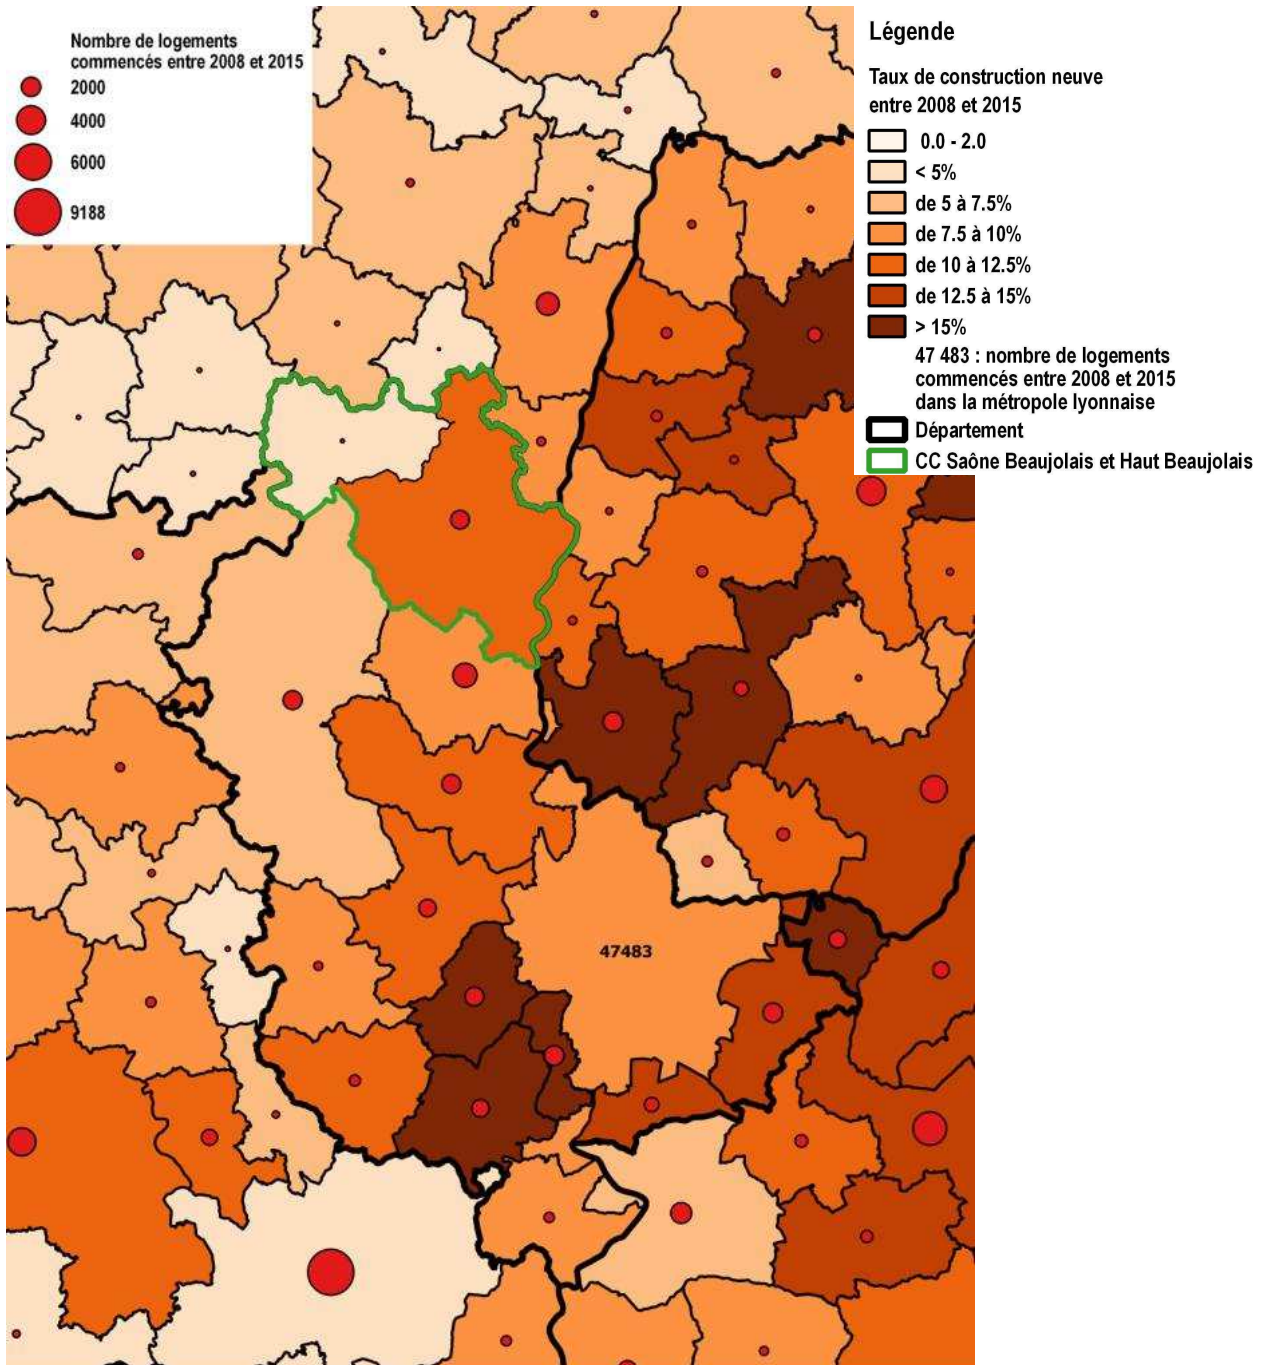 Nombre de logements
commencés entre 2008 et 2015
2000
4000
6000
9188
Légende
Taux de construction neuve
entre 2008 et 2015
0.0 - 2.0
< 5%
de 5 à 7.5%
de 7.5 à 10%
de 10 à 12.5%
de 12.5 à 15%
> 15%
47 483 : nombre de logements
commencés entre 2008 et 2015
dans la métropole lyonnaise
Département
CC Saône Beaujolais et Haut Beaujolais
47483